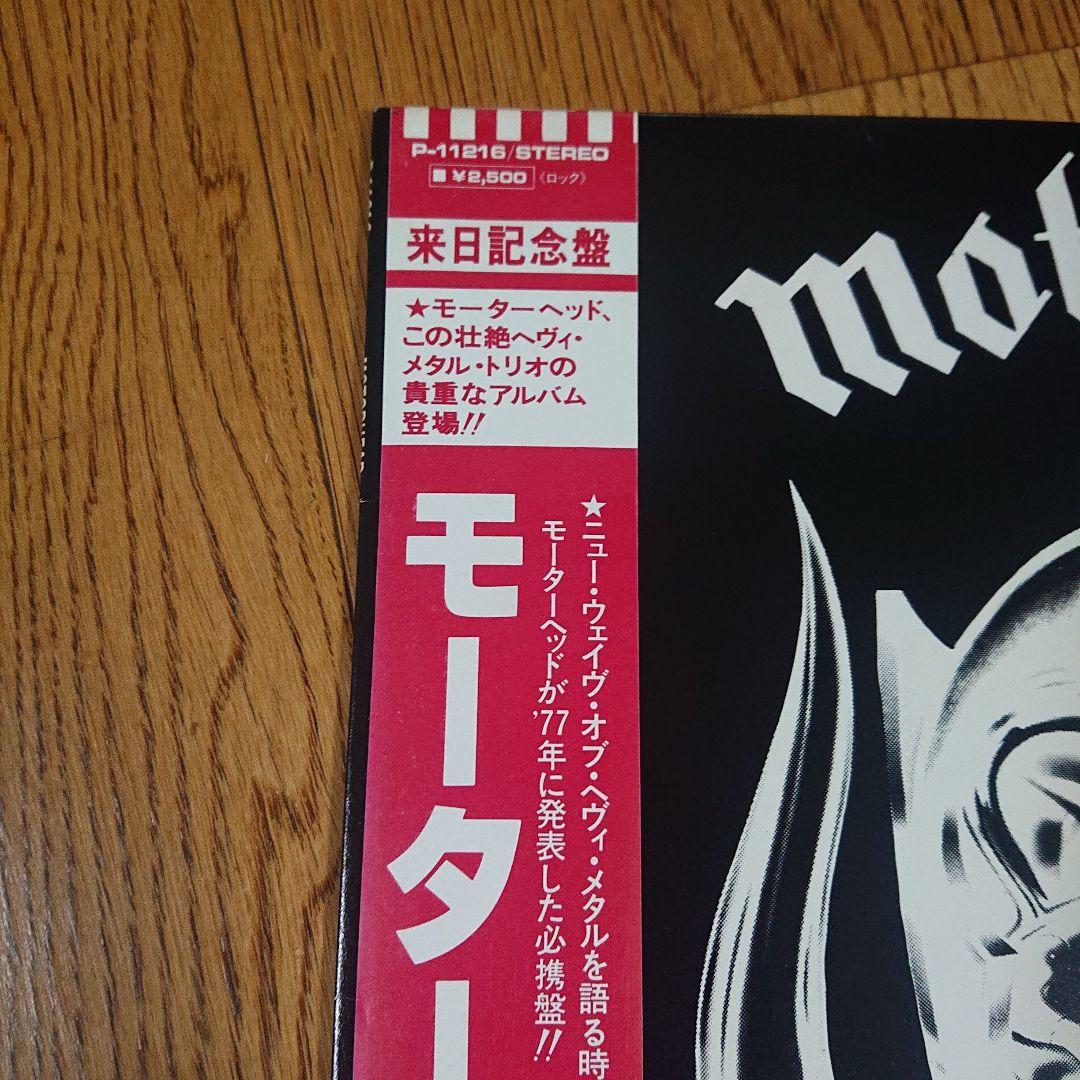 P-11216/STEREO
■ ¥2,500 《ロック》
来日記念盤
★モーターヘッド、
この壮絶ヘヴィ・
メタル・トリオの
貴重なアルバム
登場!!
★ニュー・ウェイヴ・オブ・ヘヴィ・メタルを語る時
モーターヘッドが'77年に発表した必携盤!!
モーター
Mot